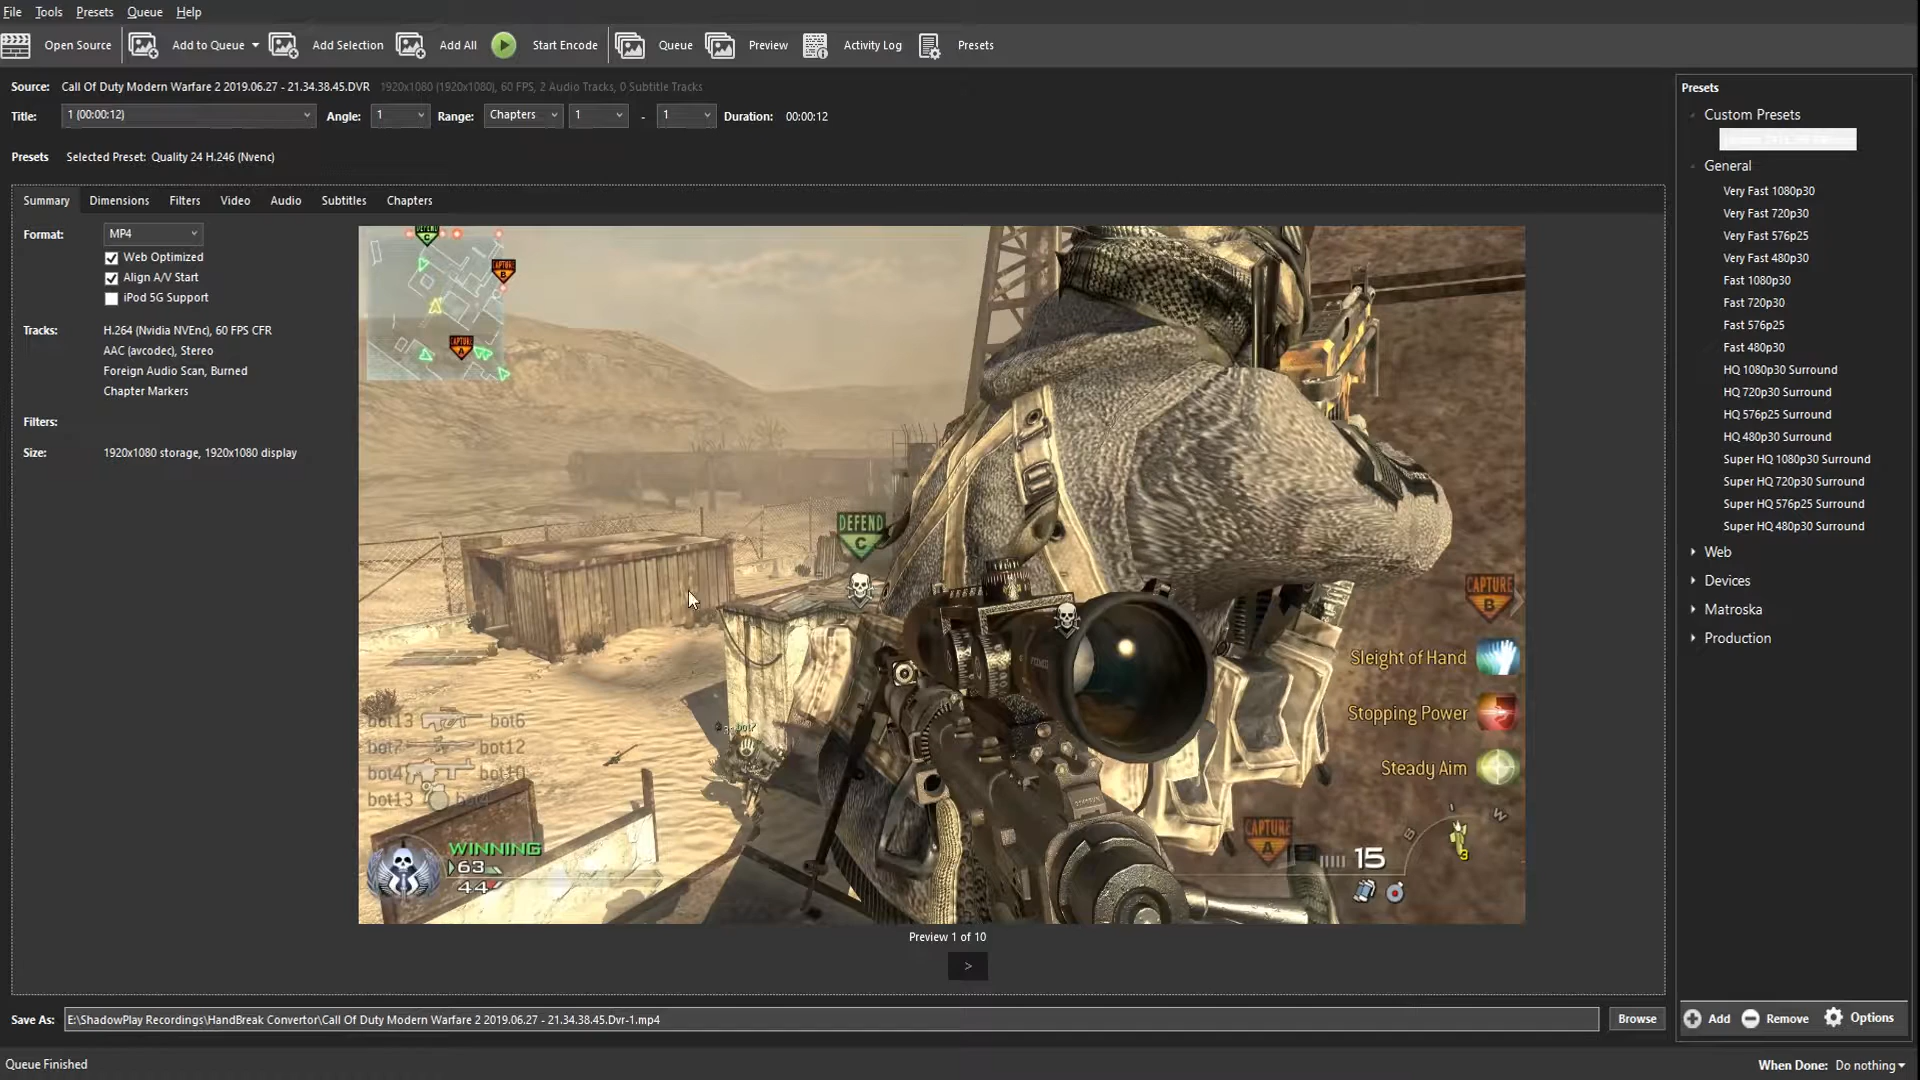 File Tools Presets Queue Help
Open Source Add to Queue Add Selection Add All Start Encode Queue Preview Activity Log Presets
Source: Call Of Duty Modern Warfare 2 2019.06.27 - 21.34.38.45.DVR 1920x1080 (1920x1080), 60 FPS, 2 Audio Tracks, 0 Subtitle Tracks
Title: 1 (00:00:12) Angle: 1 Range: Chapters 1 - 1 Duration: 00:00:12
Presets Selected Preset: Quality 24 H.246 (Nvenc)
Summary Dimensions Filters Video Audio Subtitles Chapters
Format: MP4
Web Optimized
Align A/V Start
iPod 5G Support
Tracks: H.264 (Nvidia NVEnc), 60 FPS CFR
AAC (avcodec), Stereo
Foreign Audio Scan, Burned
Chapter Markers
Filters:
Size: 1920x1080 storage, 1920x1080 display
DEFEND
C
CAPTURE
B
CAPTURE
A
DEFEND
C
CAPTURE
B
Sleight of Hand
Stopping Power
Steady Aim
bot13 bot6
bot7 bot12
bot4 bot10
bot13
bot7
WINNING
63
44
CAPTURE
A
15
W
3
Preview 1 of 10
>
Save As: E:\ShadowPlay Recordings\HandBreak Convertor\Call Of Duty Modern Warfare 2 2019.06.27 - 21.34.38.45.Dvr-1.mp4 Browse
Queue Finished
Presets
Custom Presets
General
Very Fast 1080p30
Very Fast 720p30
Very Fast 576p25
Very Fast 480p30
Fast 1080p30
Fast 720p30
Fast 576p25
Fast 480p30
HQ 1080p30 Surround
HQ 720p30 Surround
HQ 576p25 Surround
HQ 480p30 Surround
Super HQ 1080p30 Surround
Super HQ 720p30 Surround
Super HQ 576p25 Surround
Super HQ 480p30 Surround
Web
Devices
Matroska
Production
Add Remove Options
When Done: Do nothing